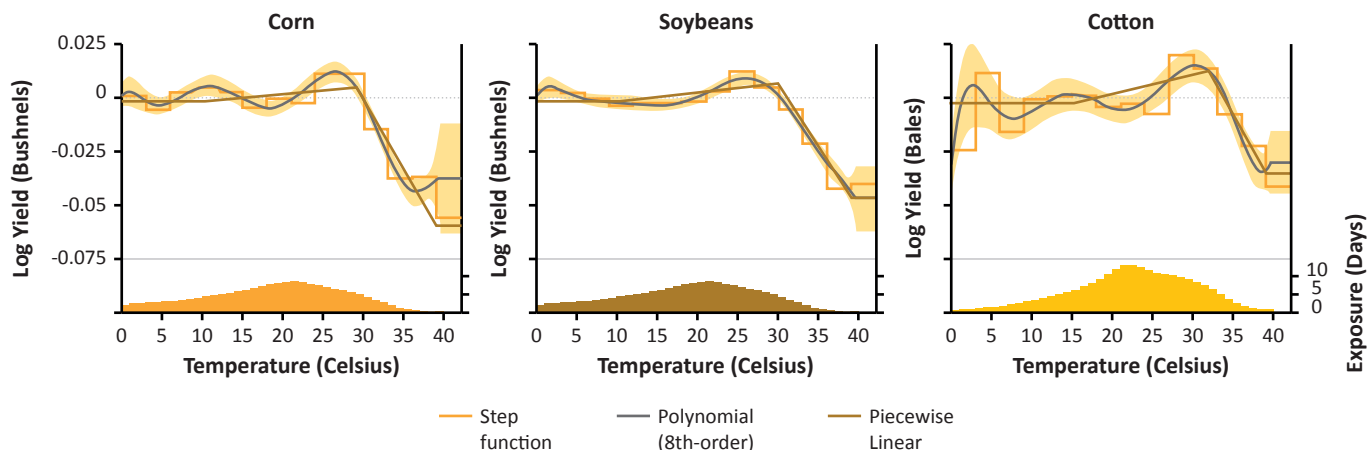 Corn
Soybeans
Cotton
0.025
0
-0.025
-0.05
-0.075
Log Yield (Bushnels)
Log Yield (Bushnels)
Log Yield (Bales)
10
5
0
Exposure (Days)
0 5 10 15 20 25 30 35 40
0 5 10 15 20 25 30 35 40
0 5 10 15 20 25 30 35 40
Temperature (Celsius)
Temperature (Celsius)
Temperature (Celsius)
Step
function
Polynomial
(8th-order)
Piecewise
Linear